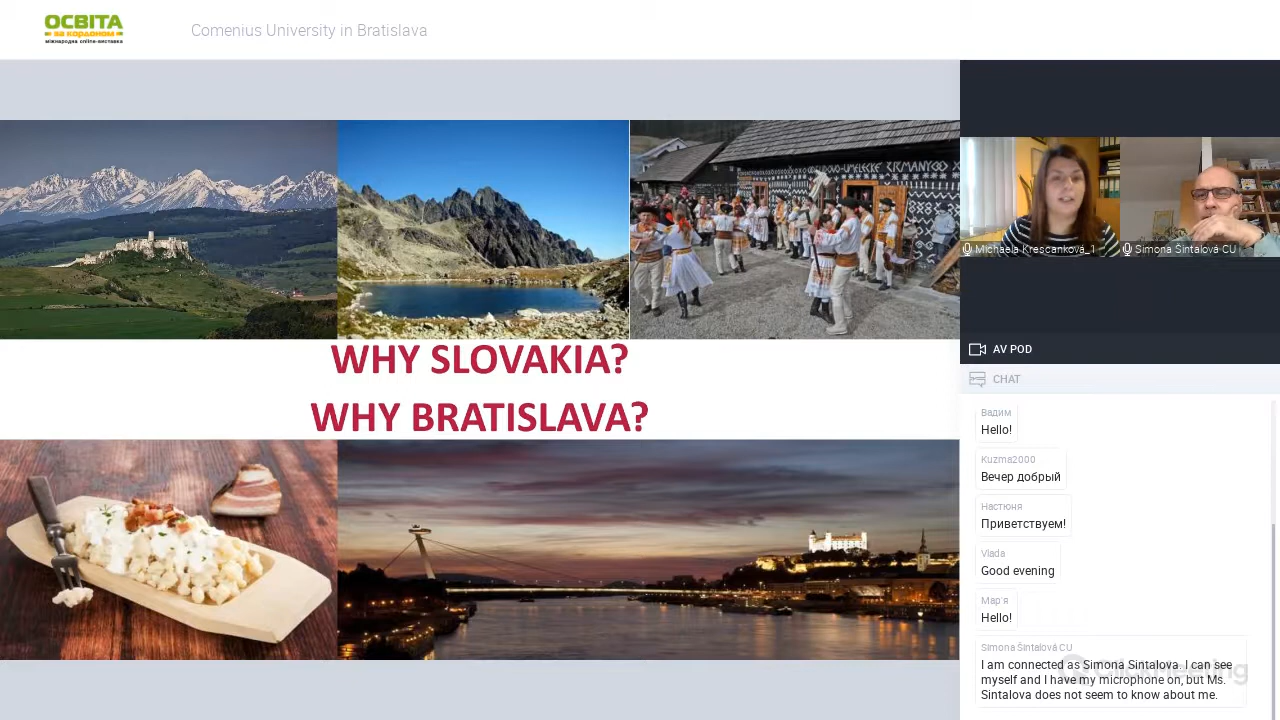 ОСВІТА
за кордоном
міжнародна online-виставка
Comenius University in Bratislava
WHY SLOVAKIA?
WHY BRATISLAVA?
Michaela Krescanková_1
Simona Šintalová CU
AV POD
CHAT
Вадим
Hello!
Kuzma2000
Вечер добрый
Настюня
Приветствуем!
Vlada
Good evening
Мар'я
Hello!
Simona Šintalová CU
I am connected as Simona Sintalova. I can see
myself and I have my microphone on, but Ms.
Sintalova does not seem to know about me.